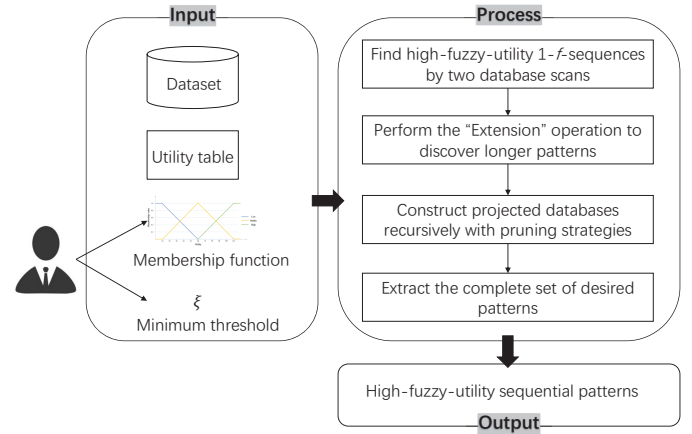 Input
Dataset
Utility table
Membership function
ξ
Minimum threshold
Process
Find high-fuzzy-utility 1-f-sequences
by two database scans
Perform the “Extension” operation to
discover longer patterns
Construct projected databases
recursively with pruning strategies
Extract the complete set of desired
patterns
High-fuzzy-utility sequential patterns
Output